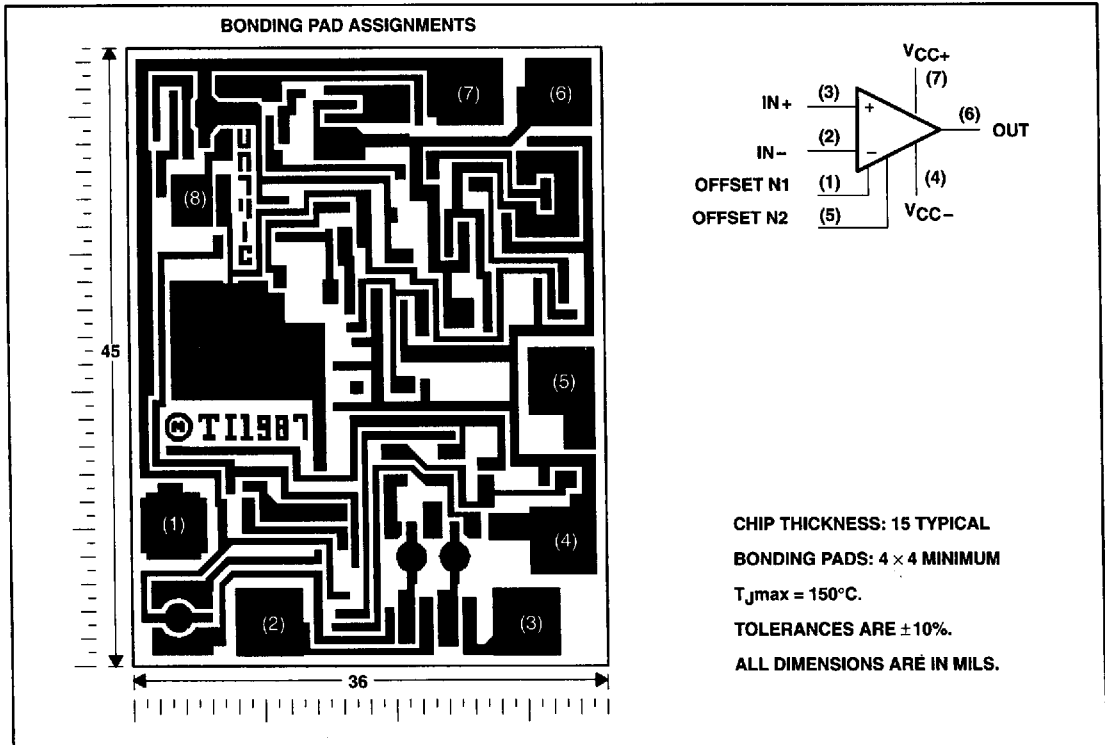 BONDING PAD ASSIGNMENTS
(7)
(6)
(8)
45
(5)
Ⓜ TI1987
(1)
(4)
(2)
(3)
36
VCC+
(7)
IN+ (3) +
(6) OUT
IN− (2) −
OFFSET N1 (1)
(4)
OFFSET N2 (5)
VCC−
CHIP THICKNESS: 15 TYPICAL
BONDING PADS: 4 × 4 MINIMUM
TJmax = 150°C.
TOLERANCES ARE ±10%.
ALL DIMENSIONS ARE IN MILS.